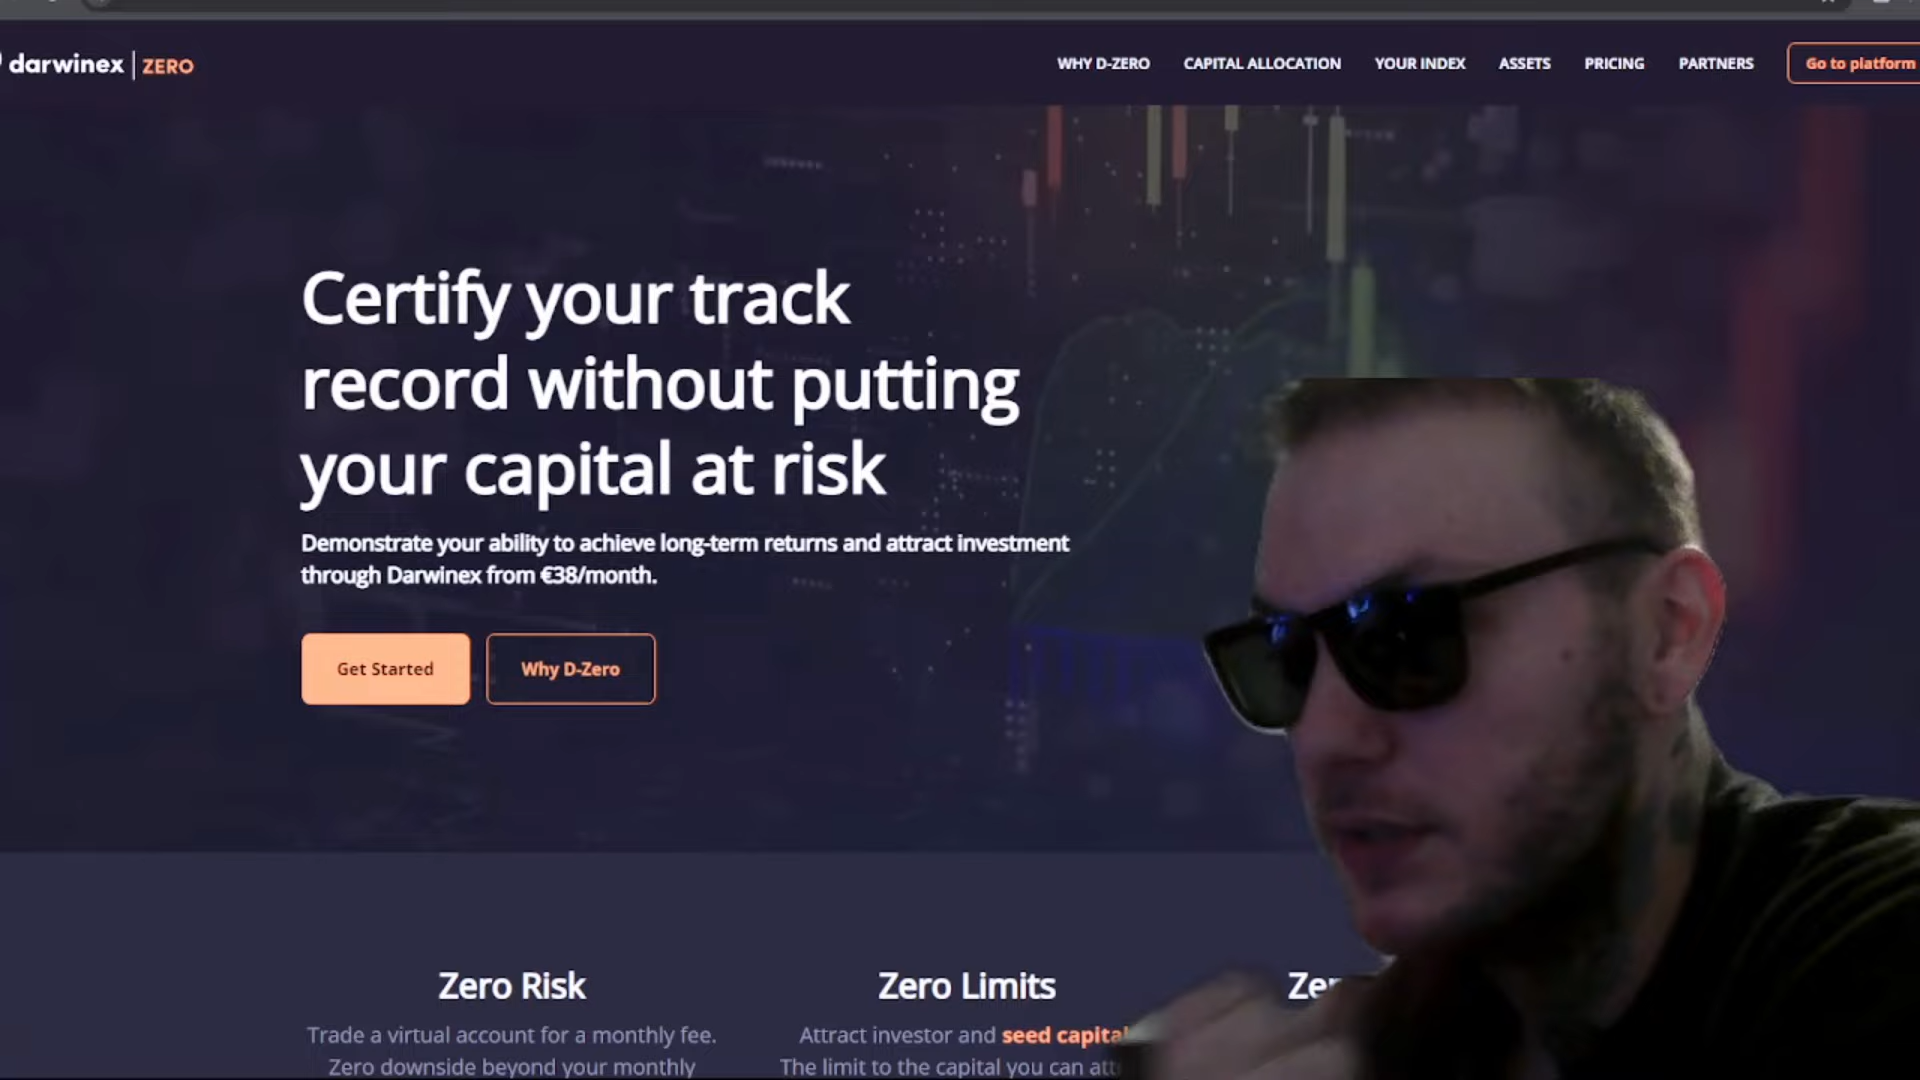 darwinex | ZERO
WHY D-ZERO
CAPITAL ALLOCATION
YOUR INDEX
ASSETS
PRICING
PARTNERS
Go to platform
Certify your track
record without putting
your capital at risk
Demonstrate your ability to achieve long-term returns and attract investment
through Darwinex from €38/month.
Get Started
Why D-Zero
Zero Risk
Trade a virtual account for a monthly fee.
Zero downside beyond your monthly
Zero Limits
Attract investor and seed capital
The limit to the capital you can